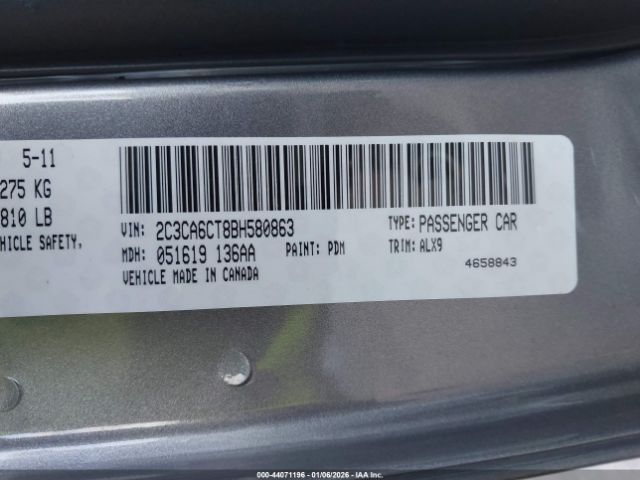 5-11
275 KG
810 LB
HICLE SAFETY,
VIN: 2C3CA6CT8BH580863
TYPE: PASSENGER CAR
MDH: 051619 136AA
PAINT: PDM
TRIM: ALX9
VEHICLE MADE IN CANADA
4658843
000-44071196 | 01/06/2026 - IAA Inc.